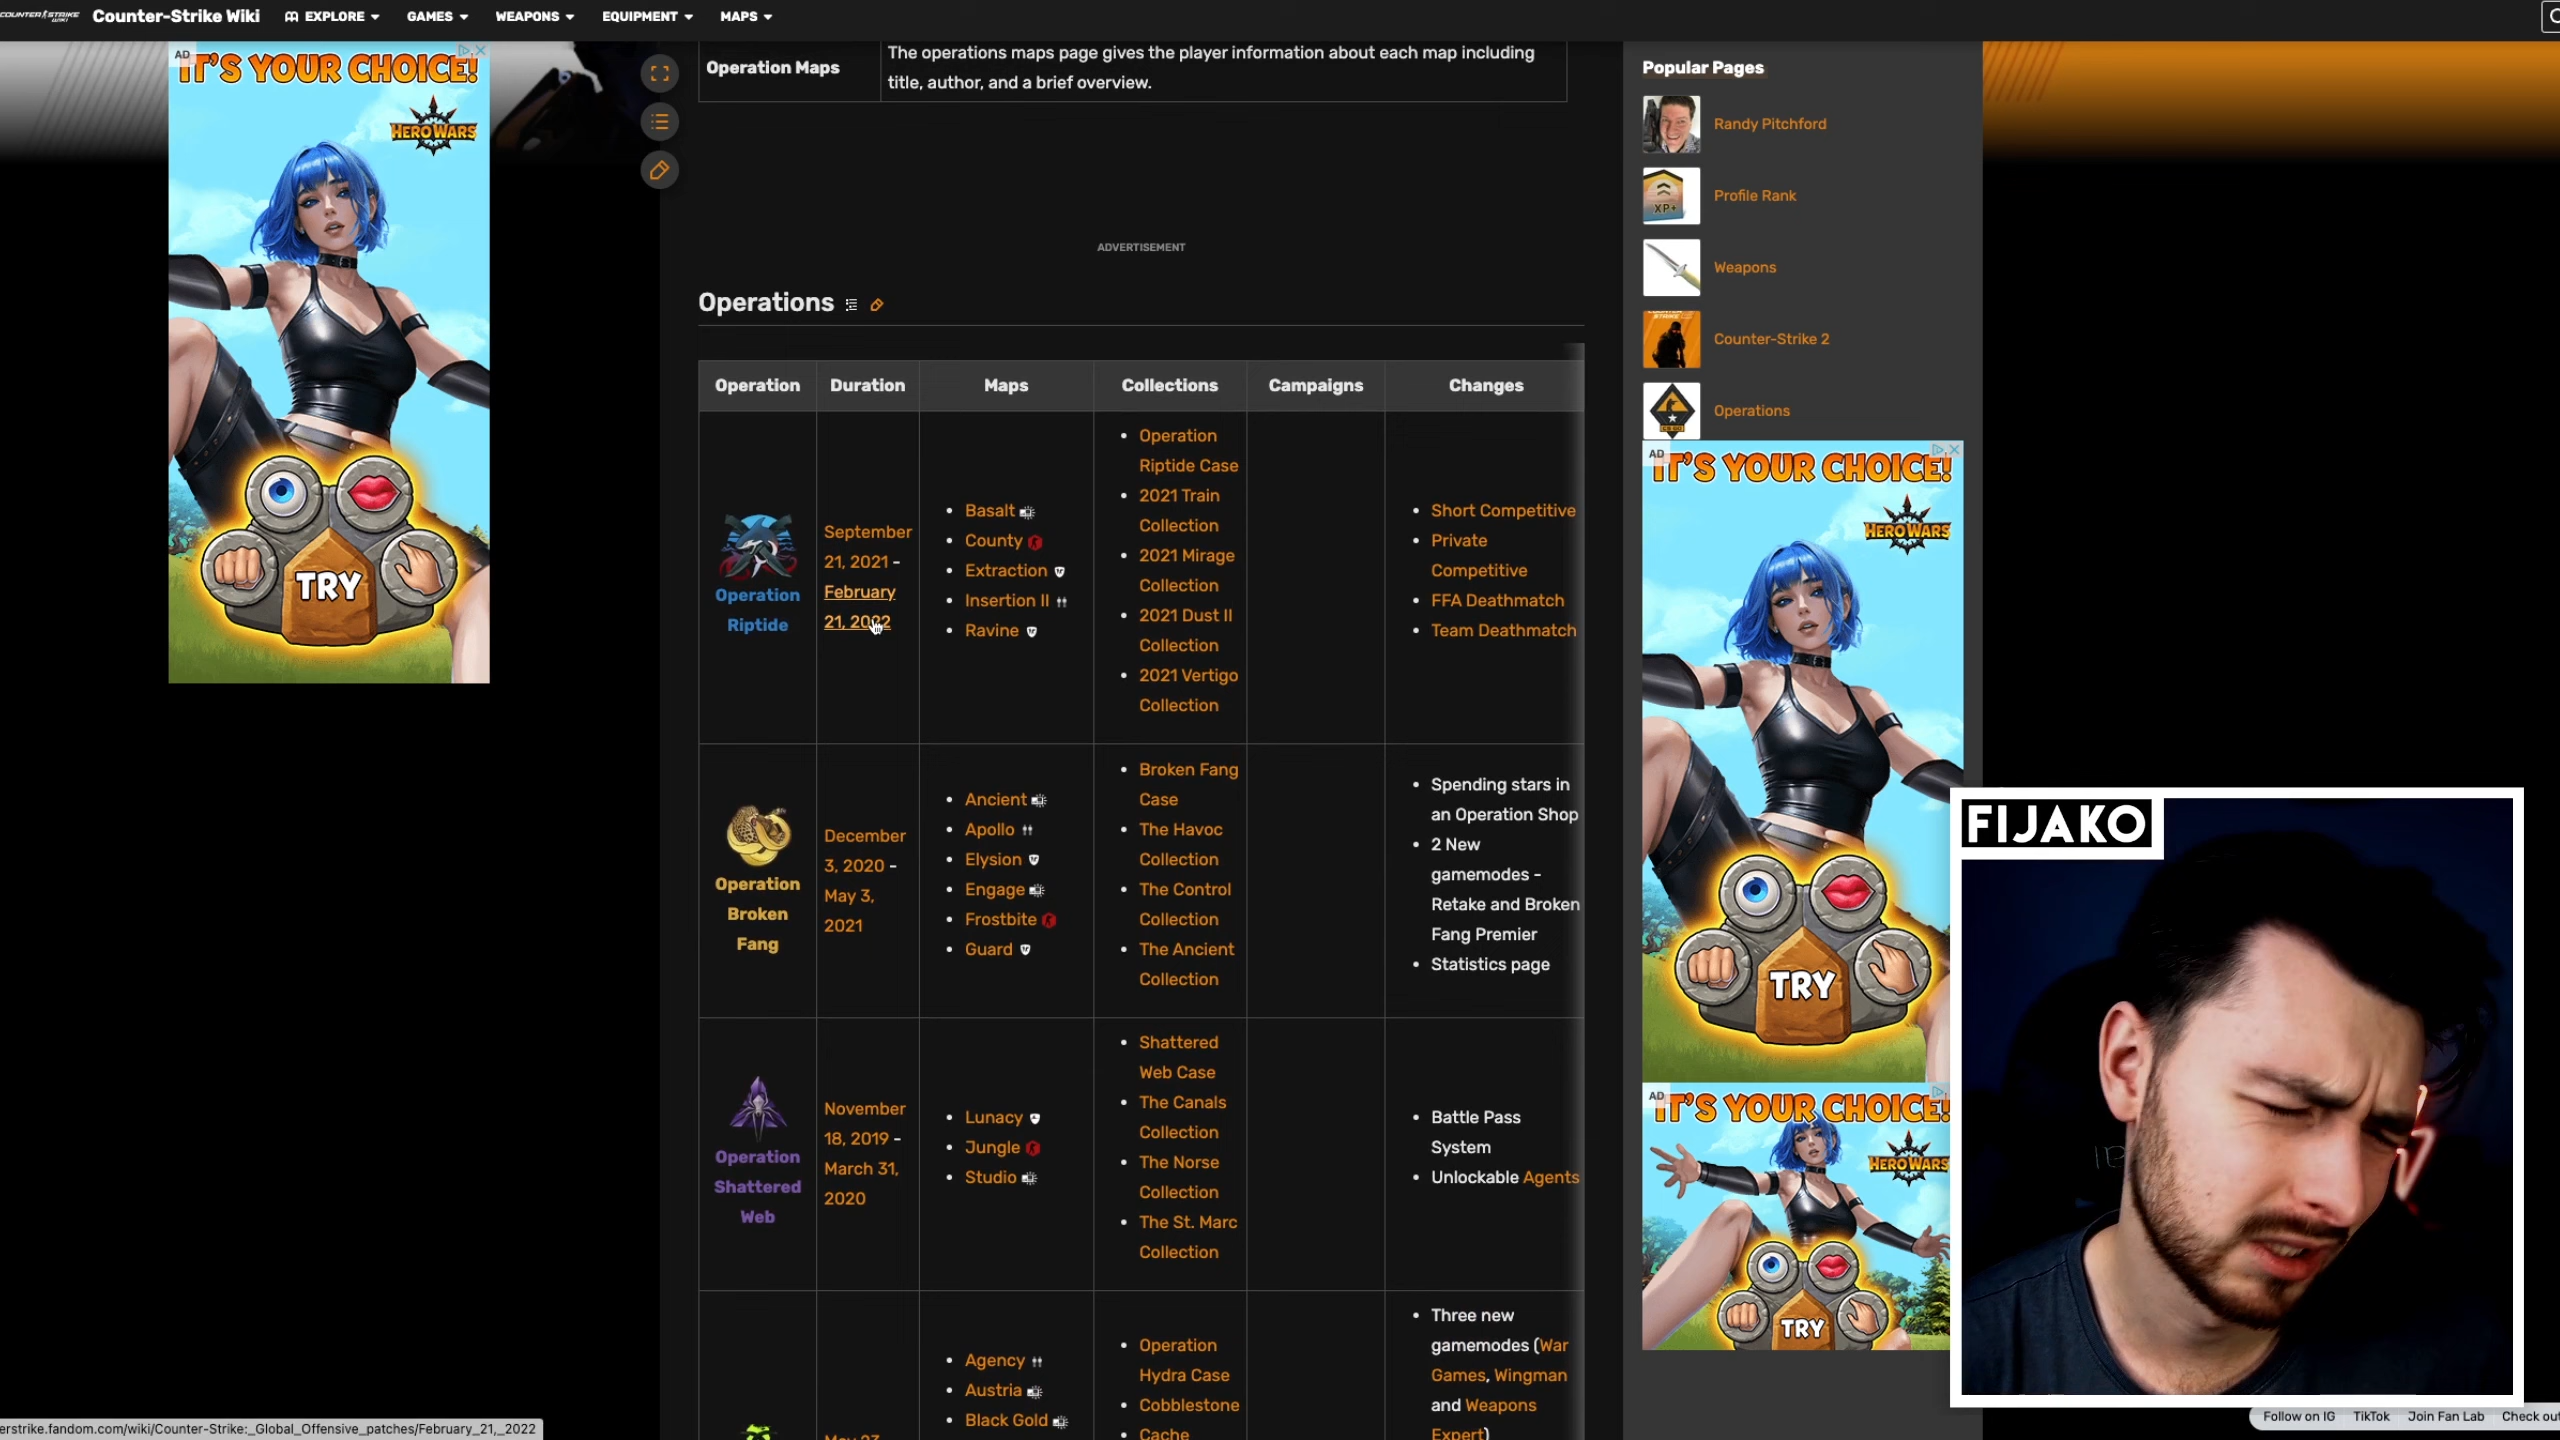 COUNTER-STRIKE WIKI
Counter-Strike Wiki
EXPLORE
GAMES
WEAPONS
EQUIPMENT
MAPS
AD
IT'S YOUR CHOICE!
HERO WARS
TRY
Operation Maps
The operations maps page gives the player information about each map including
title, author, and a brief overview.
ADVERTISEMENT
Operations
Operation
Duration
Maps
Collections
Campaigns
Changes
Operation
Riptide
September
21, 2021 -
February
21, 2022
Basalt
County
Extraction
Insertion II
Ravine
Operation
Riptide Case
2021 Train
Collection
2021 Mirage
Collection
2021 Dust II
Collection
2021 Vertigo
Collection
Short Competitive
Private
Competitive
FFA Deathmatch
Team Deathmatch
Operation
Broken
Fang
December
3, 2020 -
May 3,
2021
Ancient
Apollo
Elysion
Engage
Frostbite
Guard
Broken Fang
Case
The Havoc
Collection
The Control
Collection
The Ancient
Collection
Spending stars in
an Operation Shop
2 New
gamemodes -
Retake and Broken
Fang Premier
Statistics page
Operation
Shattered
Web
November
18, 2019 -
March 31,
2020
Lunacy
Jungle
Studio
Shattered
Web Case
The Canals
Collection
The Norse
Collection
The St. Marc
Collection
Battle Pass
System
Unlockable Agents
May 23,
Agency
Austria
Black Gold
Operation
Hydra Case
Cobblestone
Cache
Three new
gamemodes (War
Games, Wingman
and Weapons
Expert)
Popular Pages
Randy Pitchford
XP+
Profile Rank
Weapons
Counter-Strike 2
Operations
AD
IT'S YOUR CHOICE!
HERO WARS
TRY
AD
IT'S YOUR CHOICE!
HERO WARS
TRY
FIJAKO
Follow on IG
TikTok
Join Fan Lab
Check out
erstrike.fandom.com/wiki/Counter-Strike:_Global_Offensive_patches/February_21,_2022